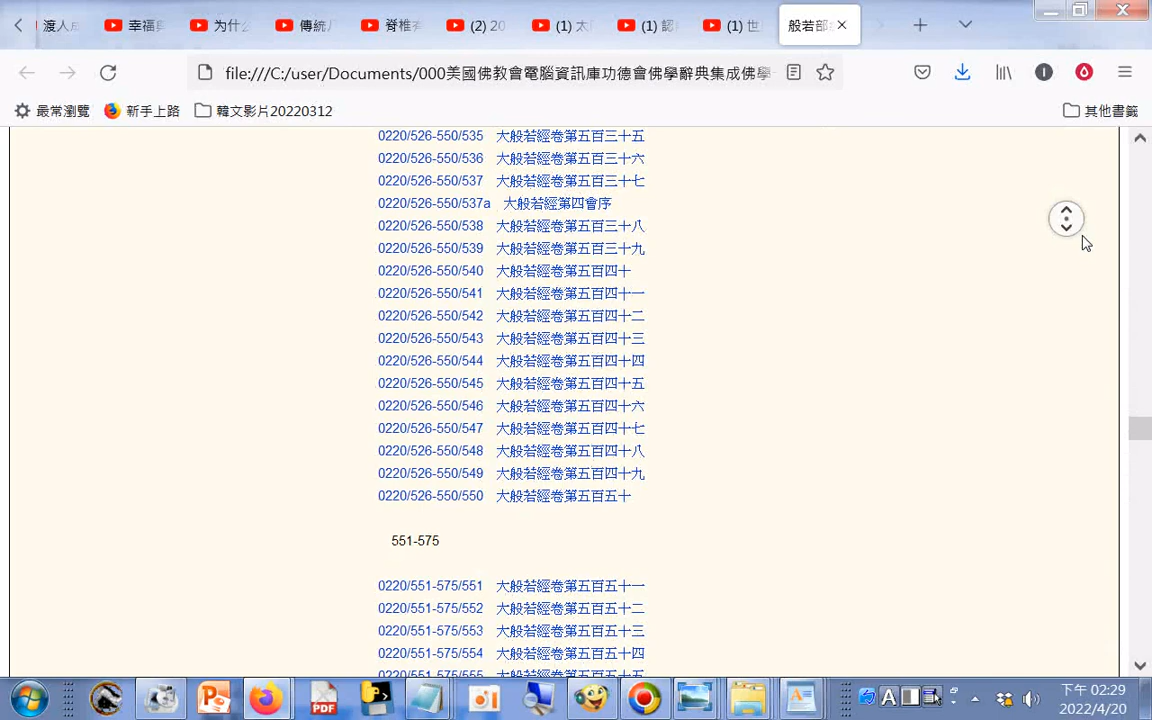 渡人
幸福
为什
傳統
脊椎
(2) 20
(1) 太
(1) 認
(1) 世
般若部
file:///C:/user/Documents/000美國佛教會電腦資訊庫功德會佛學辭典集成佛學
最常瀏覽
新手上路
韓文影片20220312
其他書籤
0220/526-550/535 大般若經卷第五百三十五
0220/526-550/536 大般若經卷第五百三十六
0220/526-550/537 大般若經卷第五百三十七
0220/526-550/537a 大般若經第四會序
0220/526-550/538 大般若經卷第五百三十八
0220/526-550/539 大般若經卷第五百三十九
0220/526-550/540 大般若經卷第五百四十
0220/526-550/541 大般若經卷第五百四十一
0220/526-550/542 大般若經卷第五百四十二
0220/526-550/543 大般若經卷第五百四十三
0220/526-550/544 大般若經卷第五百四十四
0220/526-550/545 大般若經卷第五百四十五
0220/526-550/546 大般若經卷第五百四十六
0220/526-550/547 大般若經卷第五百四十七
0220/526-550/548 大般若經卷第五百四十八
0220/526-550/549 大般若經卷第五百四十九
0220/526-550/550 大般若經卷第五百五十
551-575
0220/551-575/551 大般若經卷第五百五十一
0220/551-575/552 大般若經卷第五百五十二
0220/551-575/553 大般若經卷第五百五十三
0220/551-575/554 大般若經卷第五百五十四
0220/551-575/555 大般若經卷第五百五十五
下午 02:29
2022/4/20